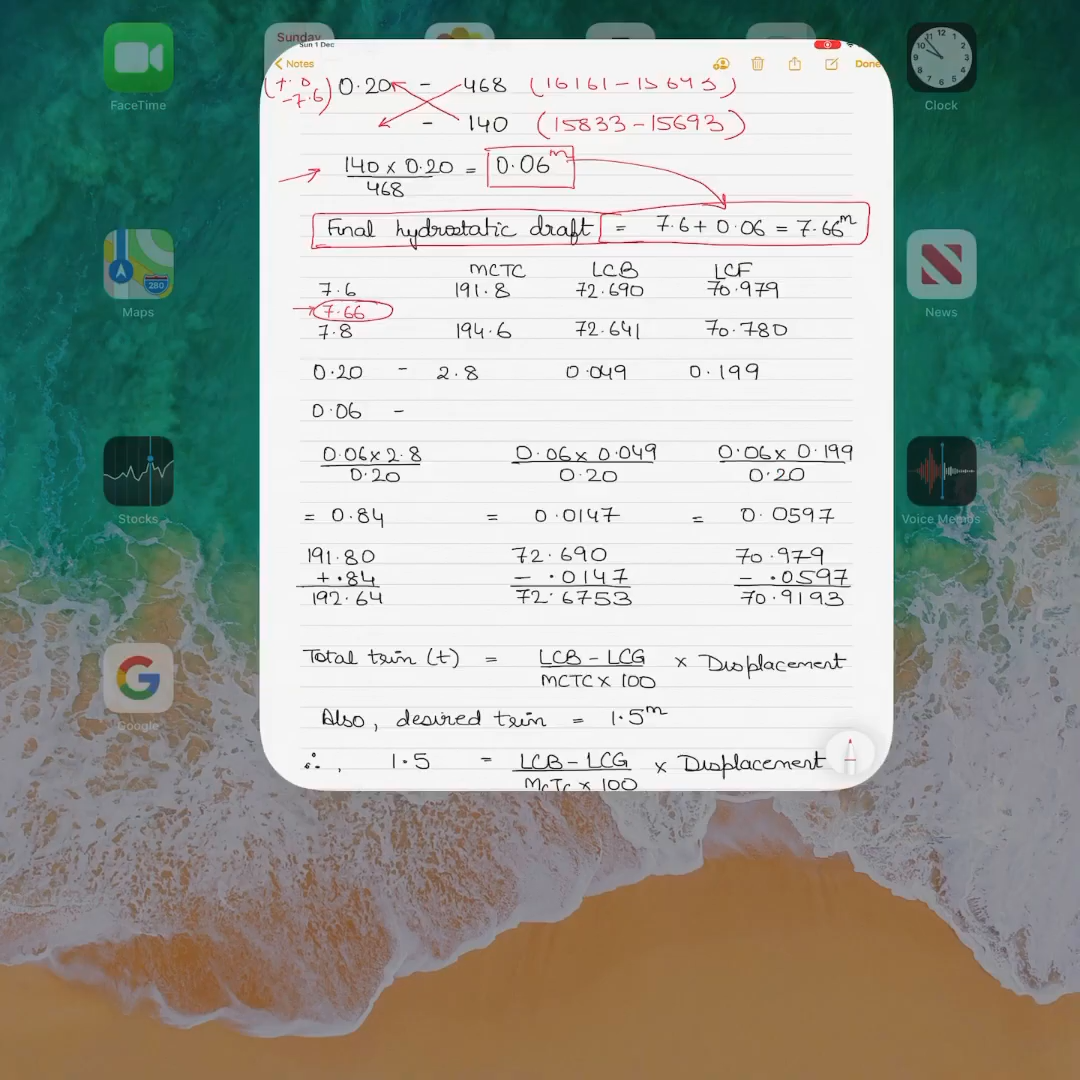 Sunday
Sun 1 Dec
FaceTime
Clock
Maps
280
News
Stocks
Voice Memos
Google
Notes
Done
0.20 - 468 (16161-15693)
-7.6)
- 140 (15833-15693)
140 x 0.20 = 0.06m
468
Final hydrostatic draft = 7.6 + 0.06 = 7.66m
MCTC LCB LCF
7.6 191.8 72.690 70.979
7.66
7.8 194.6 72.641 70.780
0.20 - 2.8 0.049 0.199
0.06 -
0.06 x 2.8 0.06 x 0.049 0.06 x 0.199
0.20 0.20 0.20
= 0.84 = 0.0147 = 0.0597
191.80 72.690 70.979
+ .84 - .0147 - .0597
192.64 72.6753 70.9193
Total trim (t) = LCB - LCG x Displacement
MCTC x 100
Also, desired trim = 1.5m
∴, 1.5 = LCB - LCG x Displacement
MCTC x 100